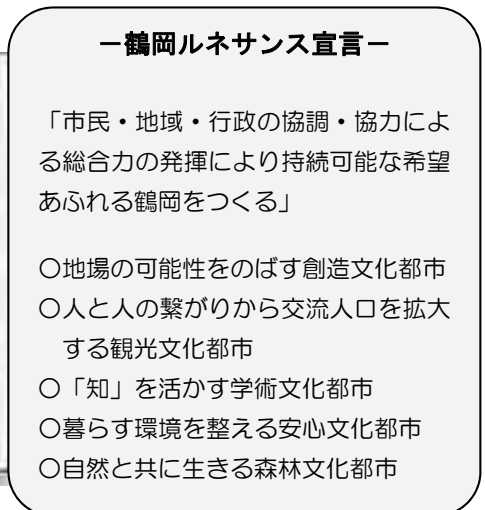 －鶴岡ルネサンス宣言－
「市民・地域・行政の協調・協力によ
る総合力の発揮により持続可能な希望
あふれる鶴岡をつくる」
○地場の可能性をのばす創造文化都市
○人と人の繋がりから交流人口を拡大
する観光文化都市
○「知」を活かす学術文化都市
○暮らす環境を整える安心文化都市
○自然と共に生きる森林文化都市